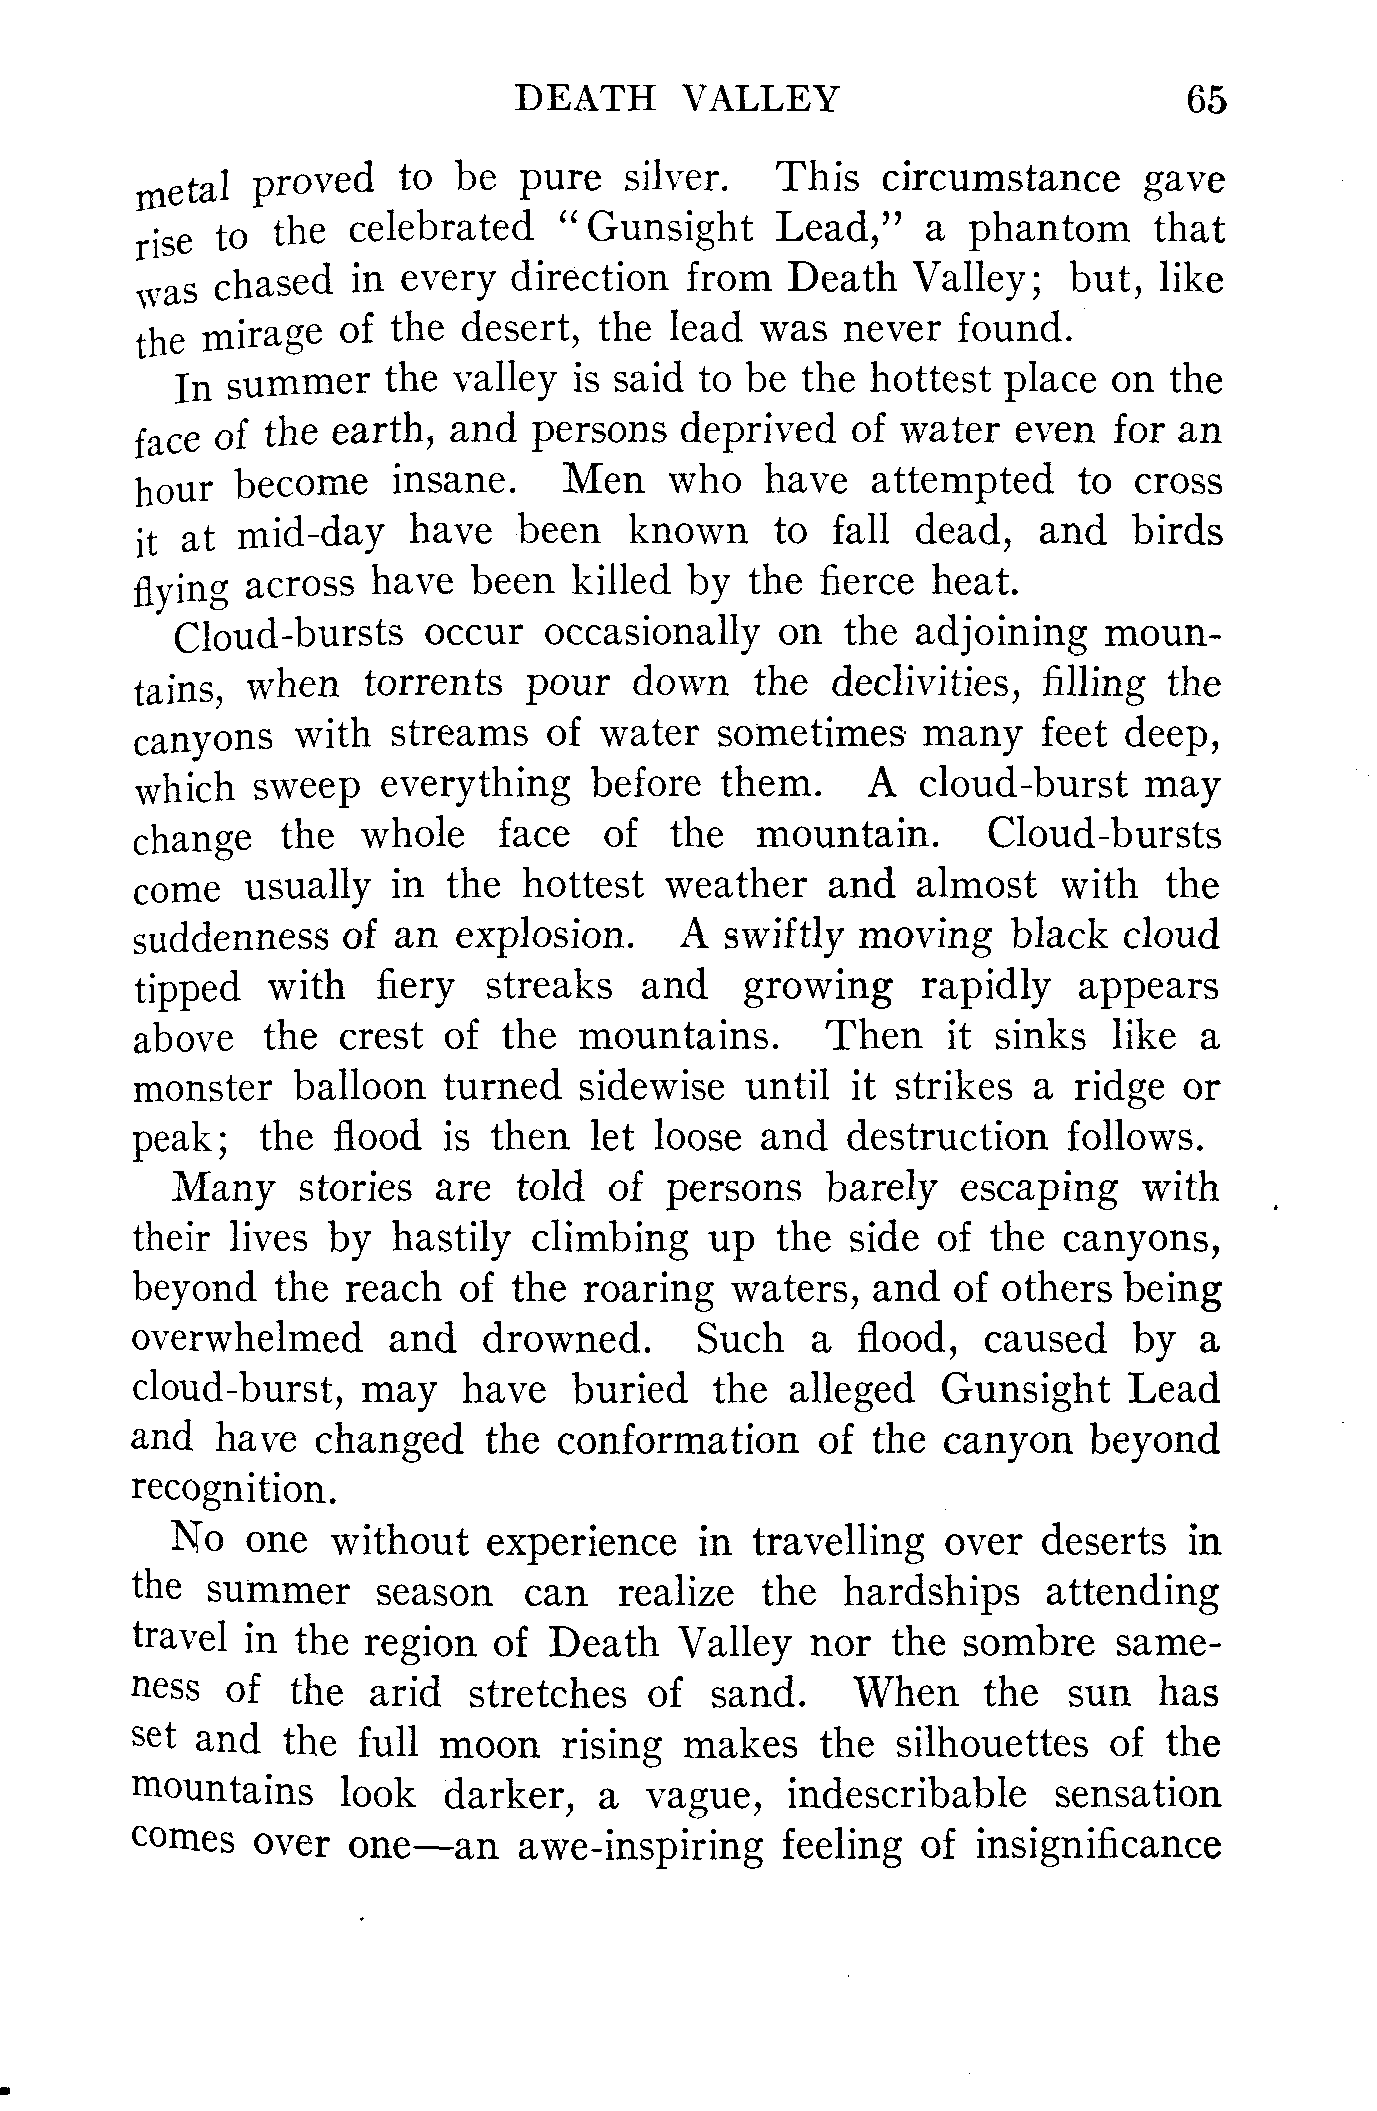 DEATH VALLEY 65
metal proved to be pure silver. This circumstance gave
rise to the celebrated “Gunsight Lead,” a phantom that
was chased in every direction from Death Valley; but, like
the mirage of the desert, the lead was never found.
In summer the valley is said to be the hottest place on the
face of the earth, and persons deprived of water even for an
hour become insane. Men who have attempted to cross
it at mid-day have been known to fall dead, and birds
flying across have been killed by the fierce heat.
Cloud-bursts occur occasionally on the adjoining moun-
tains, when torrents pour down the declivities, filling the
canyons with streams of water sometimes many feet deep,
which sweep everything before them. A cloud-burst may
change the whole face of the mountain. Cloud-bursts
come usually in the hottest weather and almost with the
suddenness of an explosion. A swiftly moving black cloud
tipped with fiery streaks and growing rapidly appears
above the crest of the mountains. Then it sinks like a
monster balloon turned sidewise until it strikes a ridge or
peak; the flood is then let loose and destruction follows.
Many stories are told of persons barely escaping with
their lives by hastily climbing up the side of the canyons,
beyond the reach of the roaring waters, and of others being
overwhelmed and drowned. Such a flood, caused by a
cloud-burst, may have buried the alleged Gunsight Lead
and have changed the conformation of the canyon beyond
recognition.
No one without experience in travelling over deserts in
the summer season can realize the hardships attending
travel in the region of Death Valley nor the sombre same-
ness of the arid stretches of sand. When the sun has
set and the full moon rising makes the silhouettes of the
mountains look darker, a vague, indescribable sensation
comes over one—an awe-inspiring feeling of insignificance